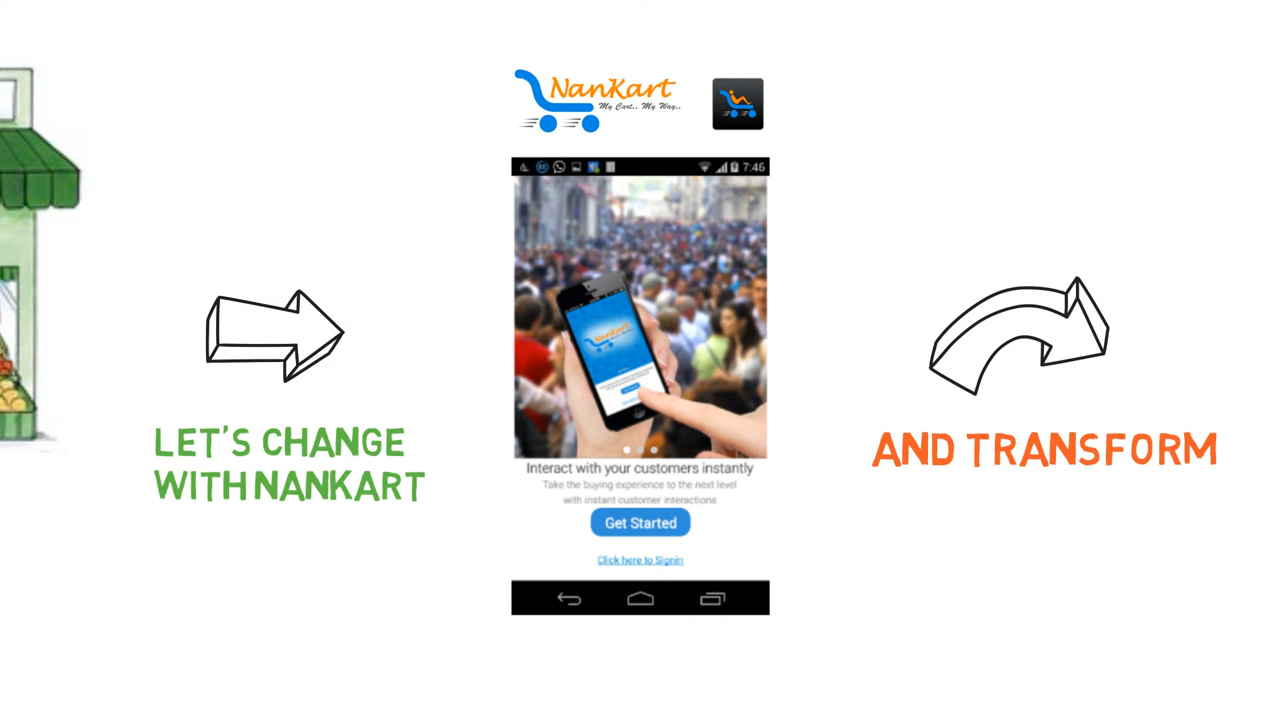 NanKart
My Cart.. My Way..
7:46
NanKart
LET'S CHANGE
WITH NANKART
AND TRANSFORM
Interact with your customers instantly
Take the buying experience to the next level
with instant customer interactions
Get Started
Click here to Signin